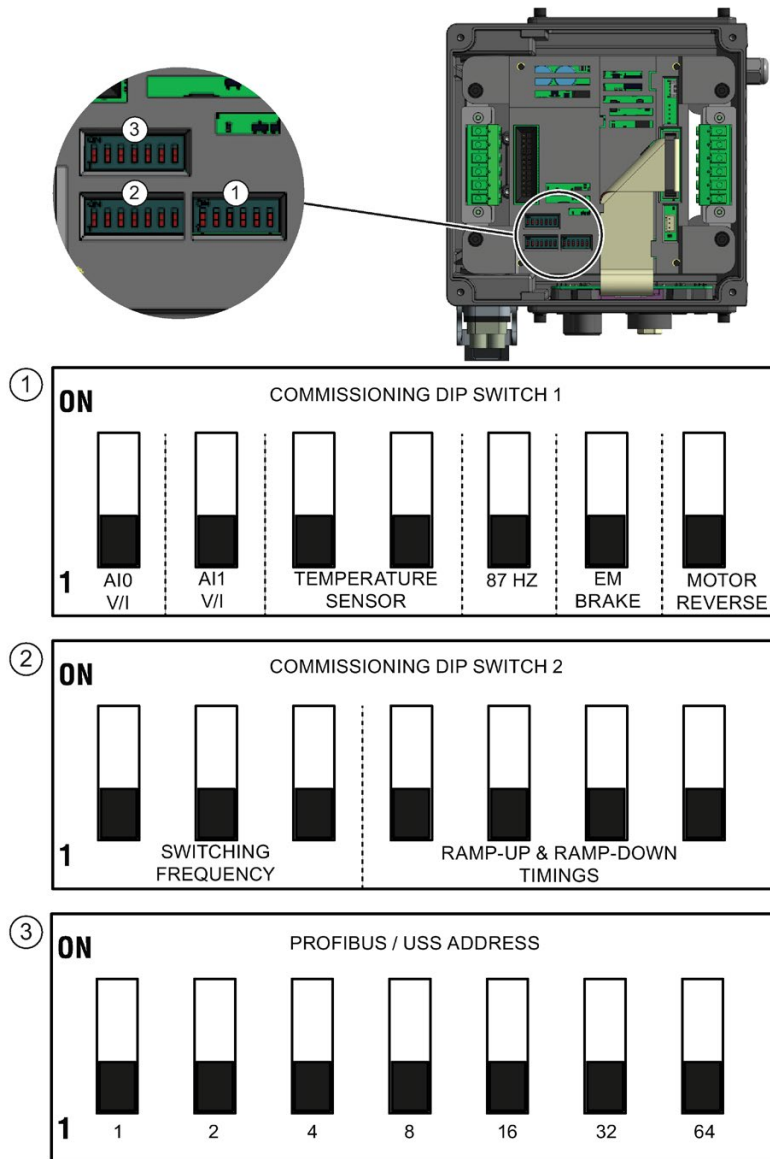 3
2
1
1
ON
COMMISSIONING DIP SWITCH 1
1
AI0
V/I
AI1
V/I
TEMPERATURE
SENSOR
87 HZ
EM
BRAKE
MOTOR
REVERSE
2
ON
COMMISSIONING DIP SWITCH 2
1
SWITCHING
FREQUENCY
RAMP-UP & RAMP-DOWN
TIMINGS
3
ON
PROFIBUS / USS ADDRESS
1
1 2 4 8 16 32 64